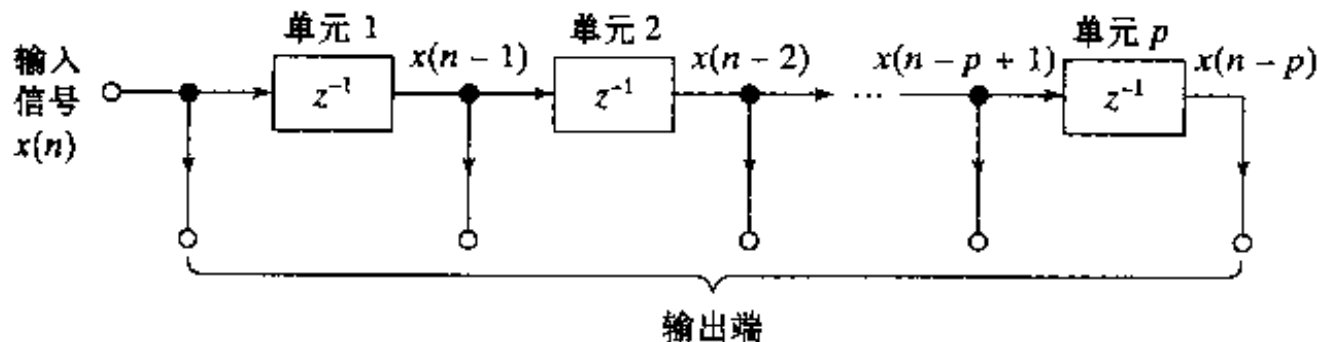 单元 1
单元 2
单元 p
输入
信号
x(n)
z⁻¹
x(n − 1)
z⁻¹
x(n − 2)
...
x(n − p + 1)
z⁻¹
x(n − p)
输出端